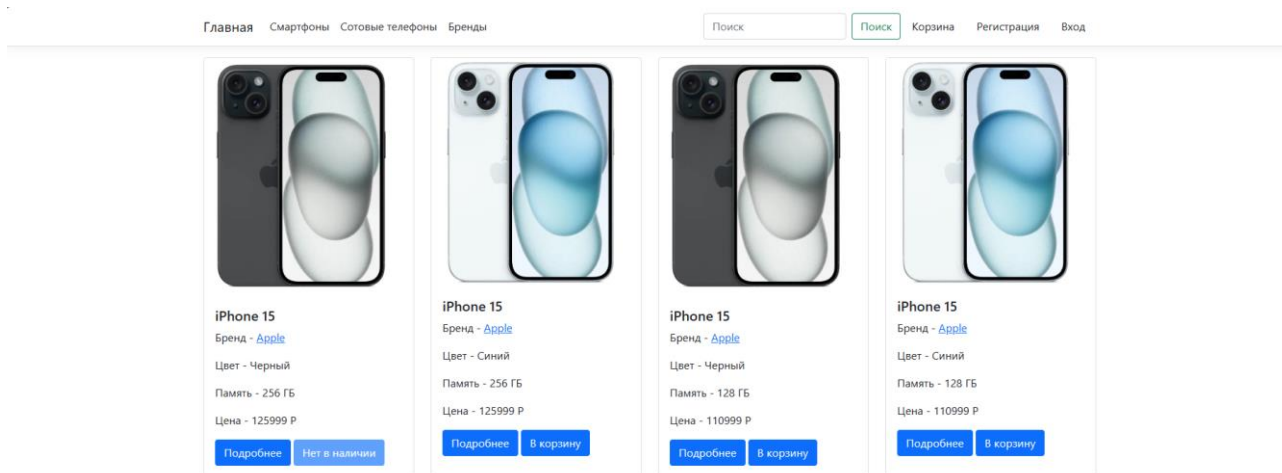 Главная Смартфоны Сотовые телефоны Бренды Поиск Поиск Корзина Регистрация Вход
iPhone 15
Бренд - Apple
Цвет - Черный
Память - 256 ГБ
Цена - 125999 Р
Подробнее Нет в наличии
iPhone 15
Бренд - Apple
Цвет - Синий
Память - 256 ГБ
Цена - 125999 Р
Подробнее В корзину
iPhone 15
Бренд - Apple
Цвет - Черный
Память - 128 ГБ
Цена - 110999 Р
Подробнее В корзину
iPhone 15
Бренд - Apple
Цвет - Синий
Память - 128 ГБ
Цена - 110999 Р
Подробнее В корзину